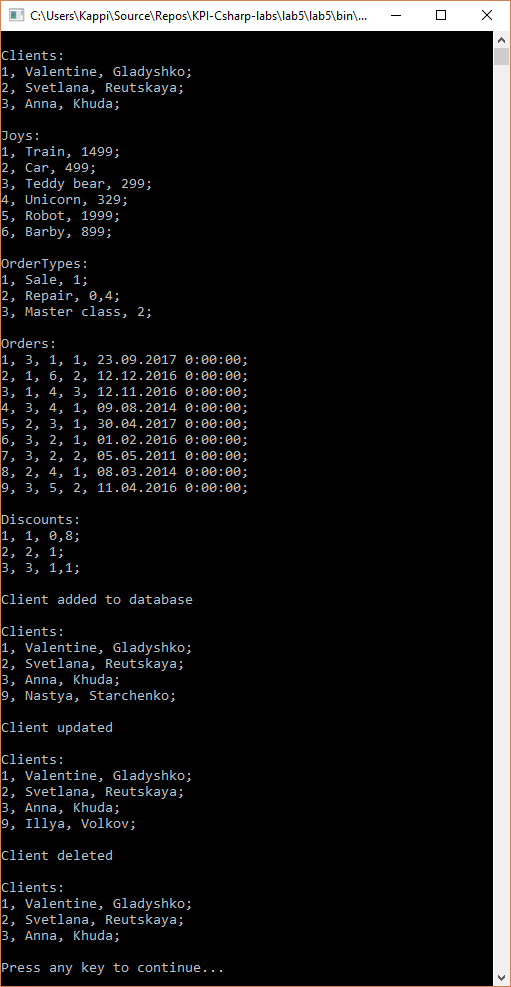 C:\Users\Kappi\Source\Repos\KPI-Csharp-labs\lab5\lab5\bin\...
Clients:
1, Valentine, Gladyshko;
2, Svetlana, Reutskaya;
3, Anna, Khuda;
Joys:
1, Train, 1499;
2, Car, 499;
3, Teddy bear, 299;
4, Unicorn, 329;
5, Robot, 1999;
6, Barby, 899;
OrderTypes:
1, Sale, 1;
2, Repair, 0,4;
3, Master class, 2;
Orders:
1, 3, 1, 1, 23.09.2017 0:00:00;
2, 1, 6, 2, 12.12.2016 0:00:00;
3, 1, 4, 3, 12.11.2016 0:00:00;
4, 3, 4, 1, 09.08.2014 0:00:00;
5, 2, 3, 1, 30.04.2017 0:00:00;
6, 3, 2, 1, 01.02.2016 0:00:00;
7, 3, 2, 2, 05.05.2011 0:00:00;
8, 2, 4, 1, 08.03.2014 0:00:00;
9, 3, 5, 2, 11.04.2016 0:00:00;
Discounts:
1, 1, 0,8;
2, 2, 1;
3, 3, 1,1;
Client added to database
Clients:
1, Valentine, Gladyshko;
2, Svetlana, Reutskaya;
3, Anna, Khuda;
9, Nastya, Starchenko;
Client updated
Clients:
1, Valentine, Gladyshko;
2, Svetlana, Reutskaya;
3, Anna, Khuda;
9, Illya, Volkov;
Client deleted
Clients:
1, Valentine, Gladyshko;
2, Svetlana, Reutskaya;
3, Anna, Khuda;
Press any key to continue...